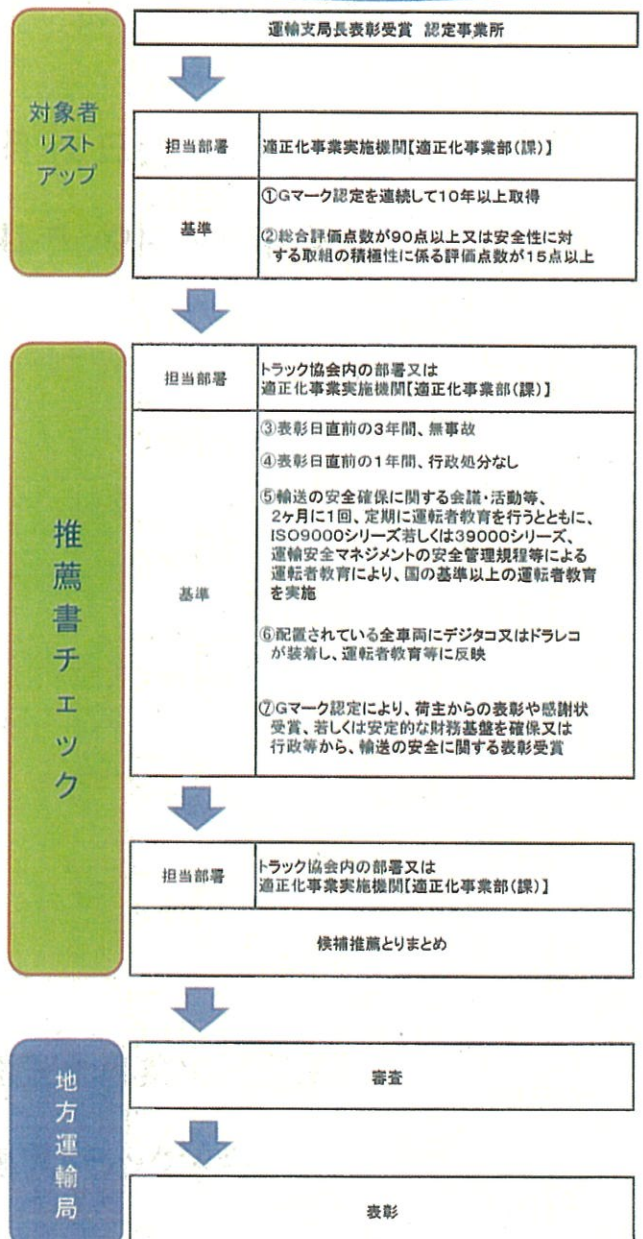 運輸支局長表彰受賞 認定事業所
対象者
リスト
アップ
担当部署
適正化事業実施機関【適正化事業部(課)】
基準
①Gマーク認定を連続して10年以上取得
②総合評価点数が90点以上又は安全性に対
する取組の積極性に係る評価点数が15点以上
推薦書チェック
担当部署
トラック協会内の部署又は
適正化事業実施機関【適正化事業部(課)】
基準
③表彰日直前の3年間、無事故
④表彰日直前の1年間、行政処分なし
⑤輸送の安全確保に関する会議・活動等、
2ヶ月に1回、定期に運転者教育を行うとともに、
ISO9000シリーズ若しくは39000シリーズ、
運輸安全マネジメントの安全管理規程等による
運転者教育により、国の基準以上の運転者教育
を実施
⑥配置されている全車両にデジタコ又はドラレコ
が装着し、運転者教育等に反映
⑦Gマーク認定により、荷主からの表彰や感謝状
受賞、若しくは安定的な財務基盤を確保又は
行政等から、輸送の安全に関する表彰受賞
担当部署
トラック協会内の部署又は
適正化事業実施機関【適正化事業部(課)】
候補推薦とりまとめ
地方運輸局
審査
表彰